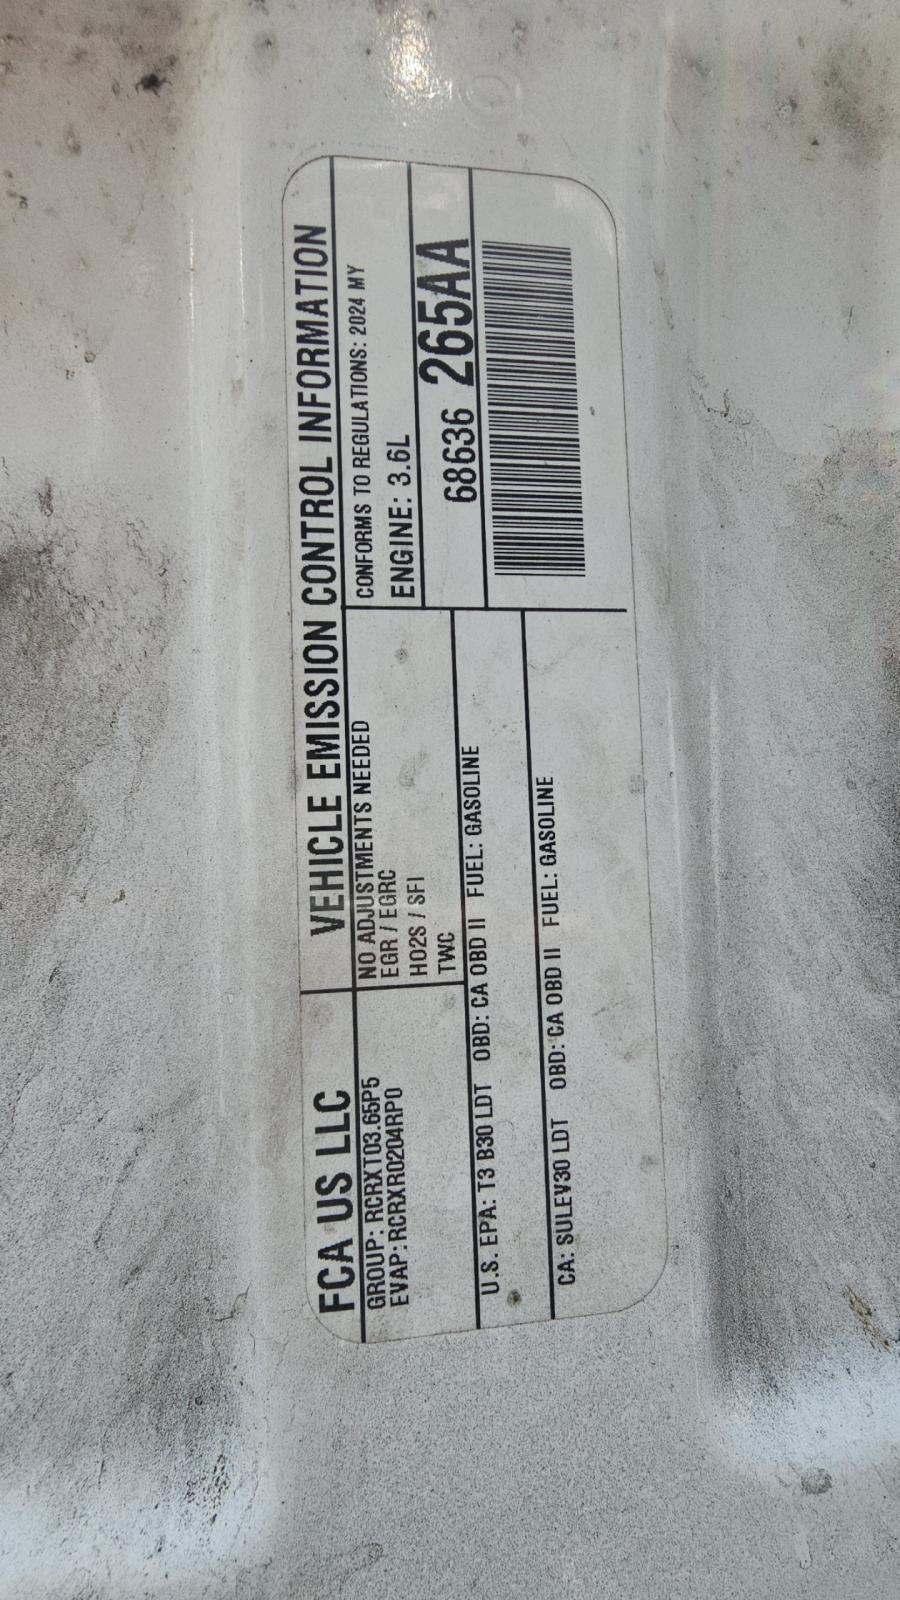 FCA US LLC
VEHICLE EMISSION CONTROL INFORMATION
GROUP: RCRXT03.65P5
EVAP: RCRXR0204RP0
NO ADJUSTMENTS NEEDED
EGR / EGRC
HO2S / SFI
TWC
CONFORMS TO REGULATIONS: 2024 MY
ENGINE: 3.6L
68636 265AA
U.S. EPA: T3 B30 LDT OBD: CA OBD II FUEL: GASOLINE
CA: SULEV30 LDT OBD: CA OBD II FUEL: GASOLINE